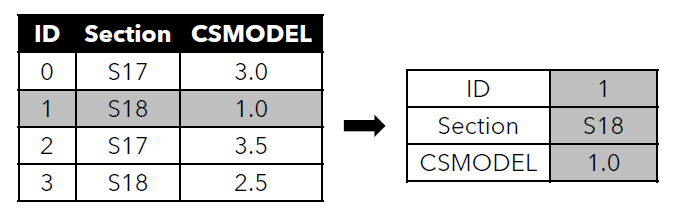 ID Section CSMODEL
0 S17 3.0
1 S18 1.0
2 S17 3.5
3 S18 2.5
ID 1
Section S18
CSMODEL 1.0